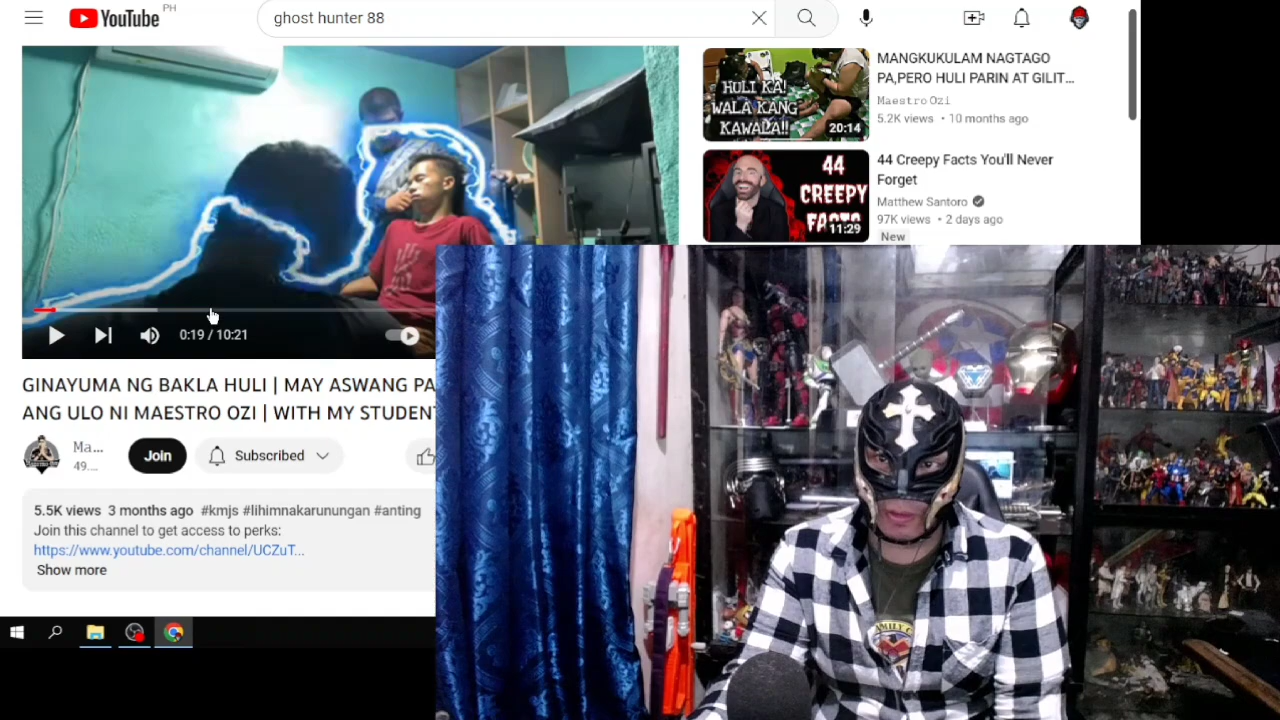 YouTube
PH
ghost hunter 88
HULI KA!
WALA KANG
KAWALA!!
20:14
MANGKUKULAM NAGTAGO
PA,PERO HULI PARIN AT GILIT...
Maestro Ozi
5.2K views • 10 months ago
44
CREEPY
FACTS
11:29
44 Creepy Facts You'll Never
Forget
Matthew Santoro
97K views • 2 days ago
New
0:19 / 10:21
GINAYUMA NG BAKLA HULI | MAY ASWANG PA
ANG ULO NI MAESTRO OZI | WITH MY STUDENT
Ma...
49....
Join
Subscribed
5.5K views 3 months ago #kmjs #lihimnakarunungan #anting
Join this channel to get access to perks:
https://www.youtube.com/channel/UCZuT...
Show more